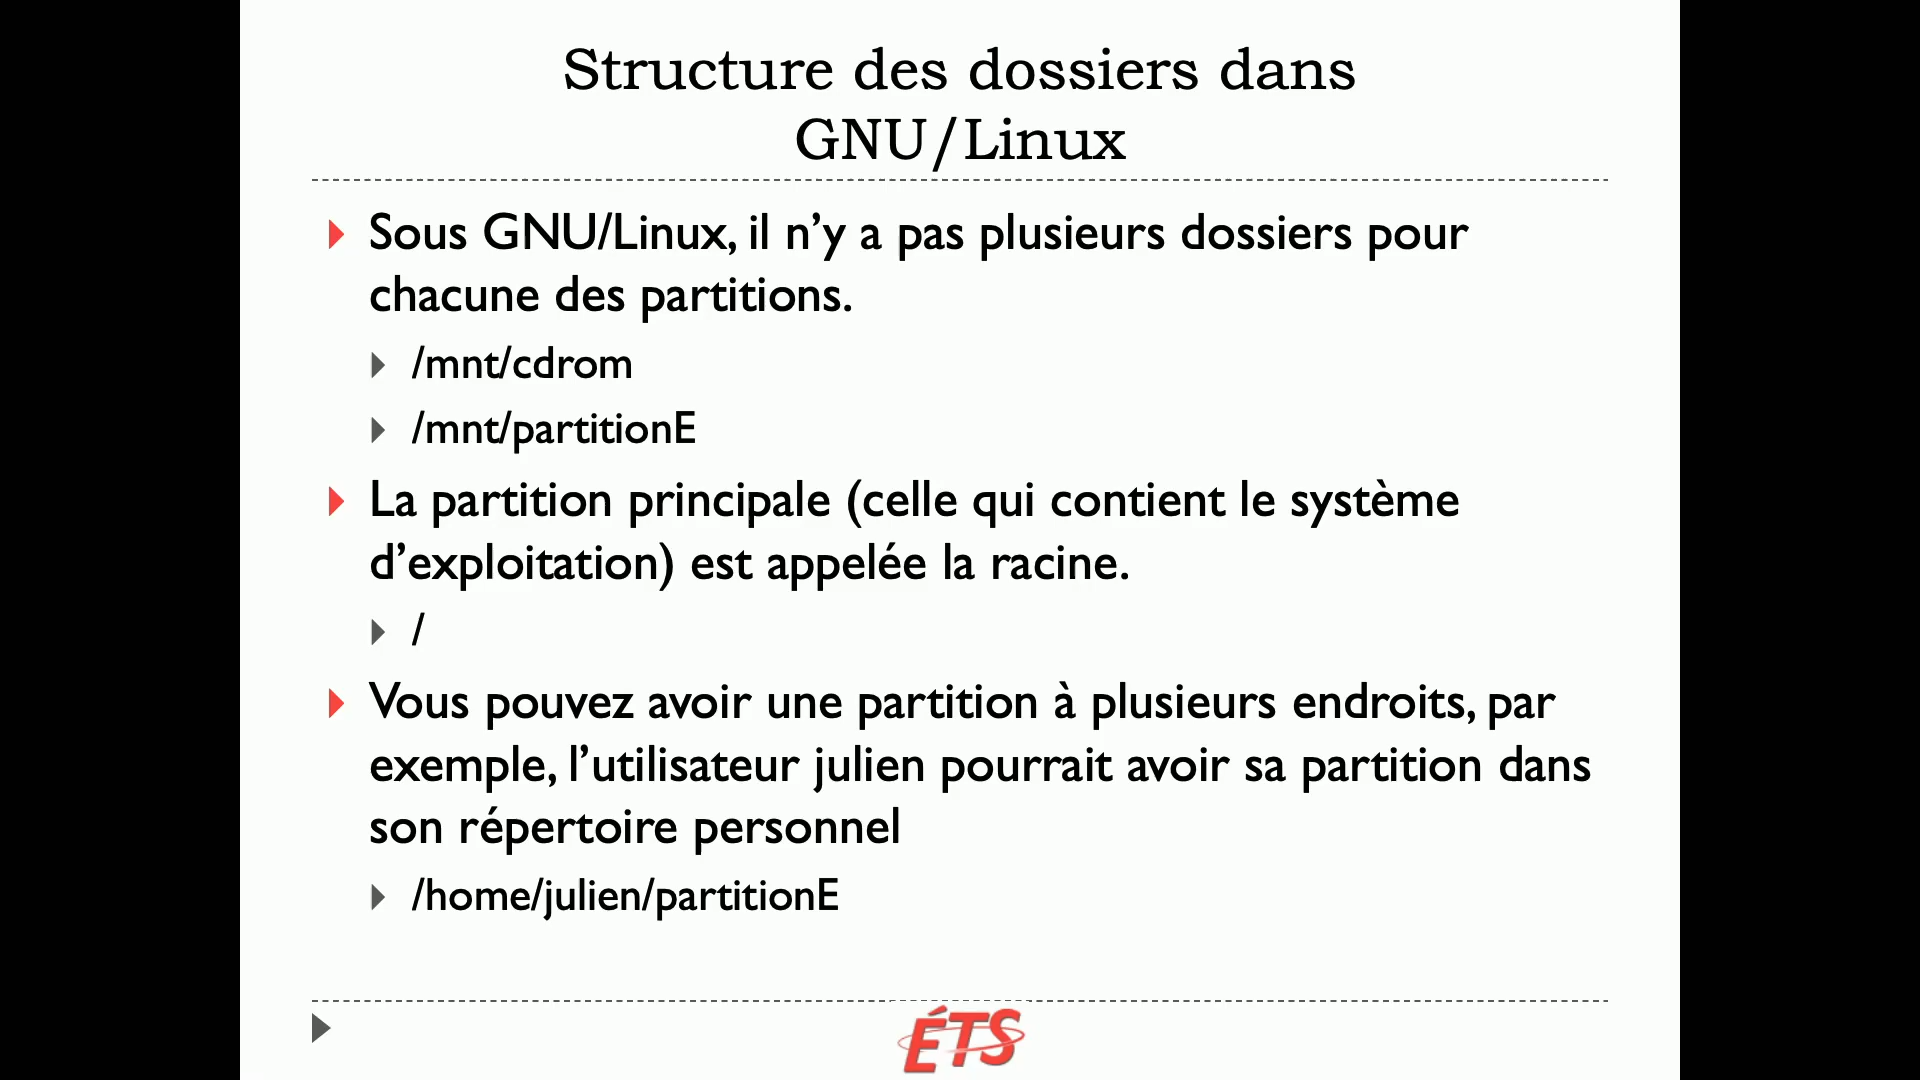 Structure des dossiers dans
GNU/Linux
Sous GNU/Linux, il n’y a pas plusieurs dossiers pour
chacune des partitions.
/mnt/cdrom
/mnt/partitionE
La partition principale (celle qui contient le système
d’exploitation) est appelée la racine.
/
Vous pouvez avoir une partition à plusieurs endroits, par
exemple, l’utilisateur julien pourrait avoir sa partition dans
son répertoire personnel
/home/julien/partitionE
ÉTS